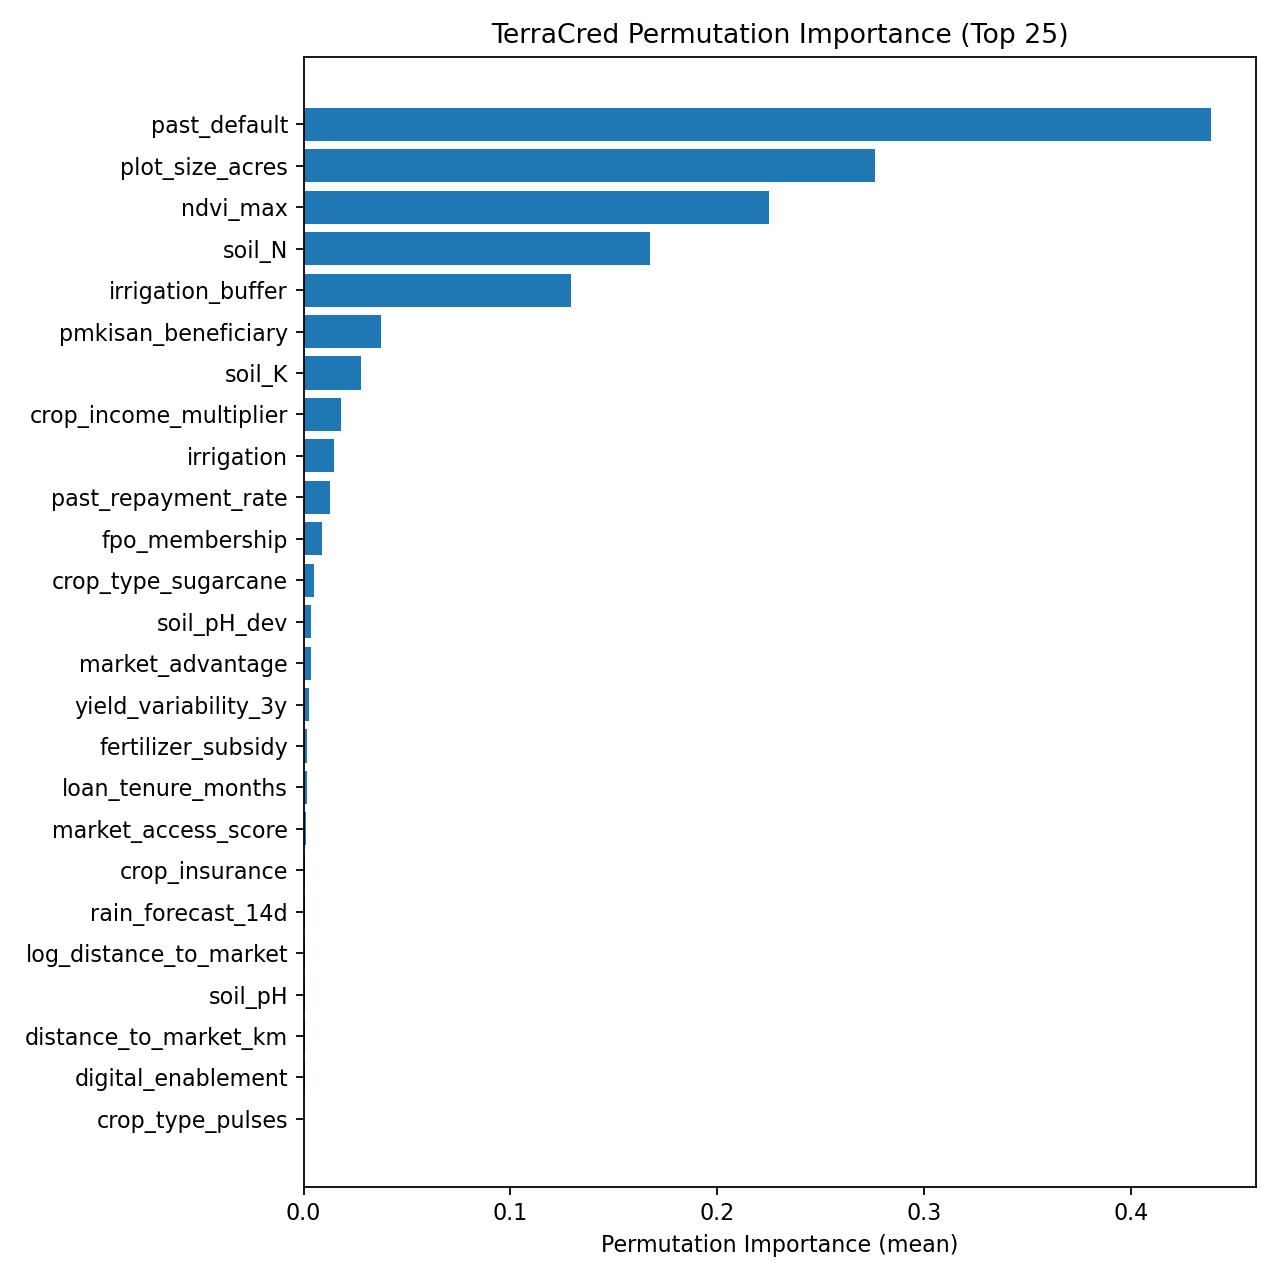 TerraCred Permutation Importance (Top 25)
past_default
plot_size_acres
ndvi_max
soil_N
irrigation_buffer
pmkisan_beneficiary
soil_K
crop_income_multiplier
irrigation
past_repayment_rate
fpo_membership
crop_type_sugarcane
soil_pH_dev
market_advantage
yield_variability_3y
fertilizer_subsidy
loan_tenure_months
market_access_score
crop_insurance
rain_forecast_14d
log_distance_to_market
soil_pH
distance_to_market_km
digital_enablement
crop_type_pulses
0.0 0.1 0.2 0.3 0.4
Permutation Importance (mean)